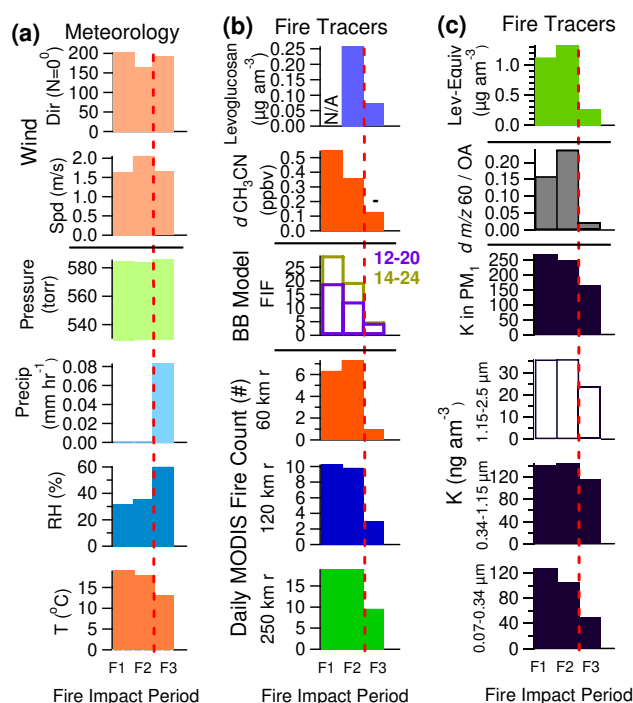 (a) Meteorology
Wind
Dir (N=0⁰)
200
150
100
50
0
Spd (m/s)
2.0
1.5
1.0
0.5
0.0
Pressure
(torr)
580
560
540
Precip
(mm hr⁻¹)
0.08
0.06
0.04
0.02
0.00
RH (%)
60
40
20
0
T (°C)
15
10
5
0
F1 F2 F3
Fire Impact Period
(b) Fire Tracers
Levoglucosan
(µg am⁻³)
0.25
0.20
0.15
0.10
0.05
0.00
N/A
d CH₃CN
(ppbv)
0.6
0.4
0.3
0.2
0.1
0.0
BB Model
FIF
25
20
15
10
5
0
12-20
14-24
Daily MODIS Fire Count (#)
60 km r
6
4
2
0
120 km r
10
8
6
4
2
0
250 km r
15
10
5
0
F1 F2 F3
Fire Impact Period
(c) Fire Tracers
Lev-Equiv
(µg am⁻³)
1.0
0.5
0.0
d m/z 60 / OA
0.20
0.15
0.10
0.05
0.00
K in PM₁
250
200
150
100
50
0
K (ng am⁻³)
1.15-2.5 µm
30
20
10
0
0.34-1.15 µm
120
80
40
0
0.07-0.34 µm
120
80
40
0
F1 F2 F3
Fire Impact Period